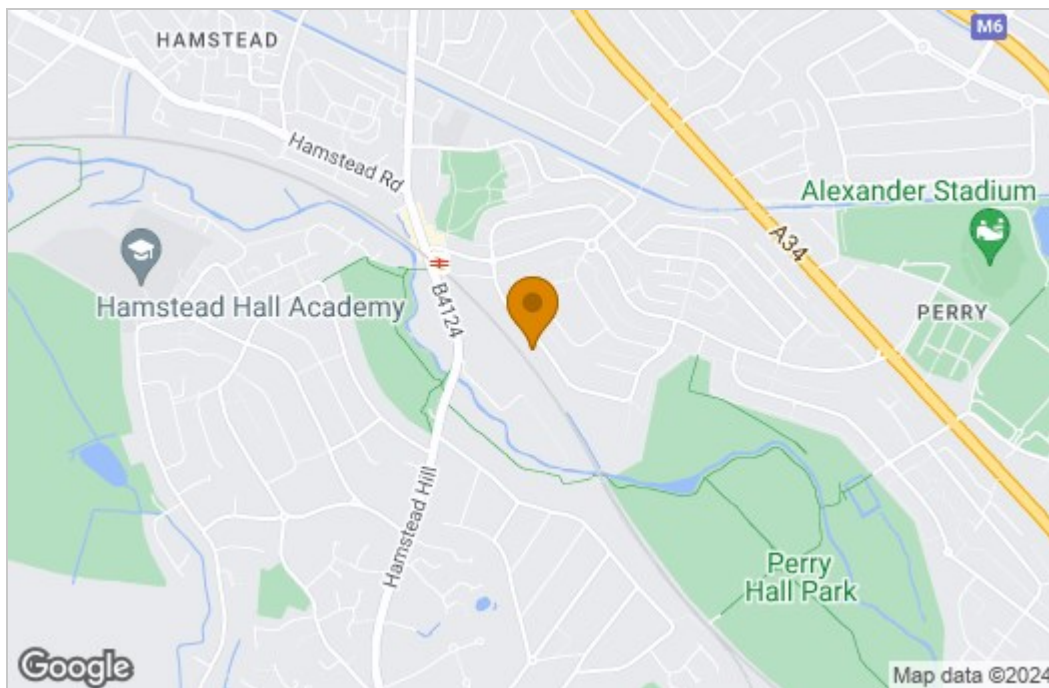 HAMSTEAD
M6
Hamstead Rd
Alexander Stadium
A34
Hamstead Hall Academy
B4124
PERRY
Hamstead Hill
Perry
Hall Park
Google
Map data ©2024